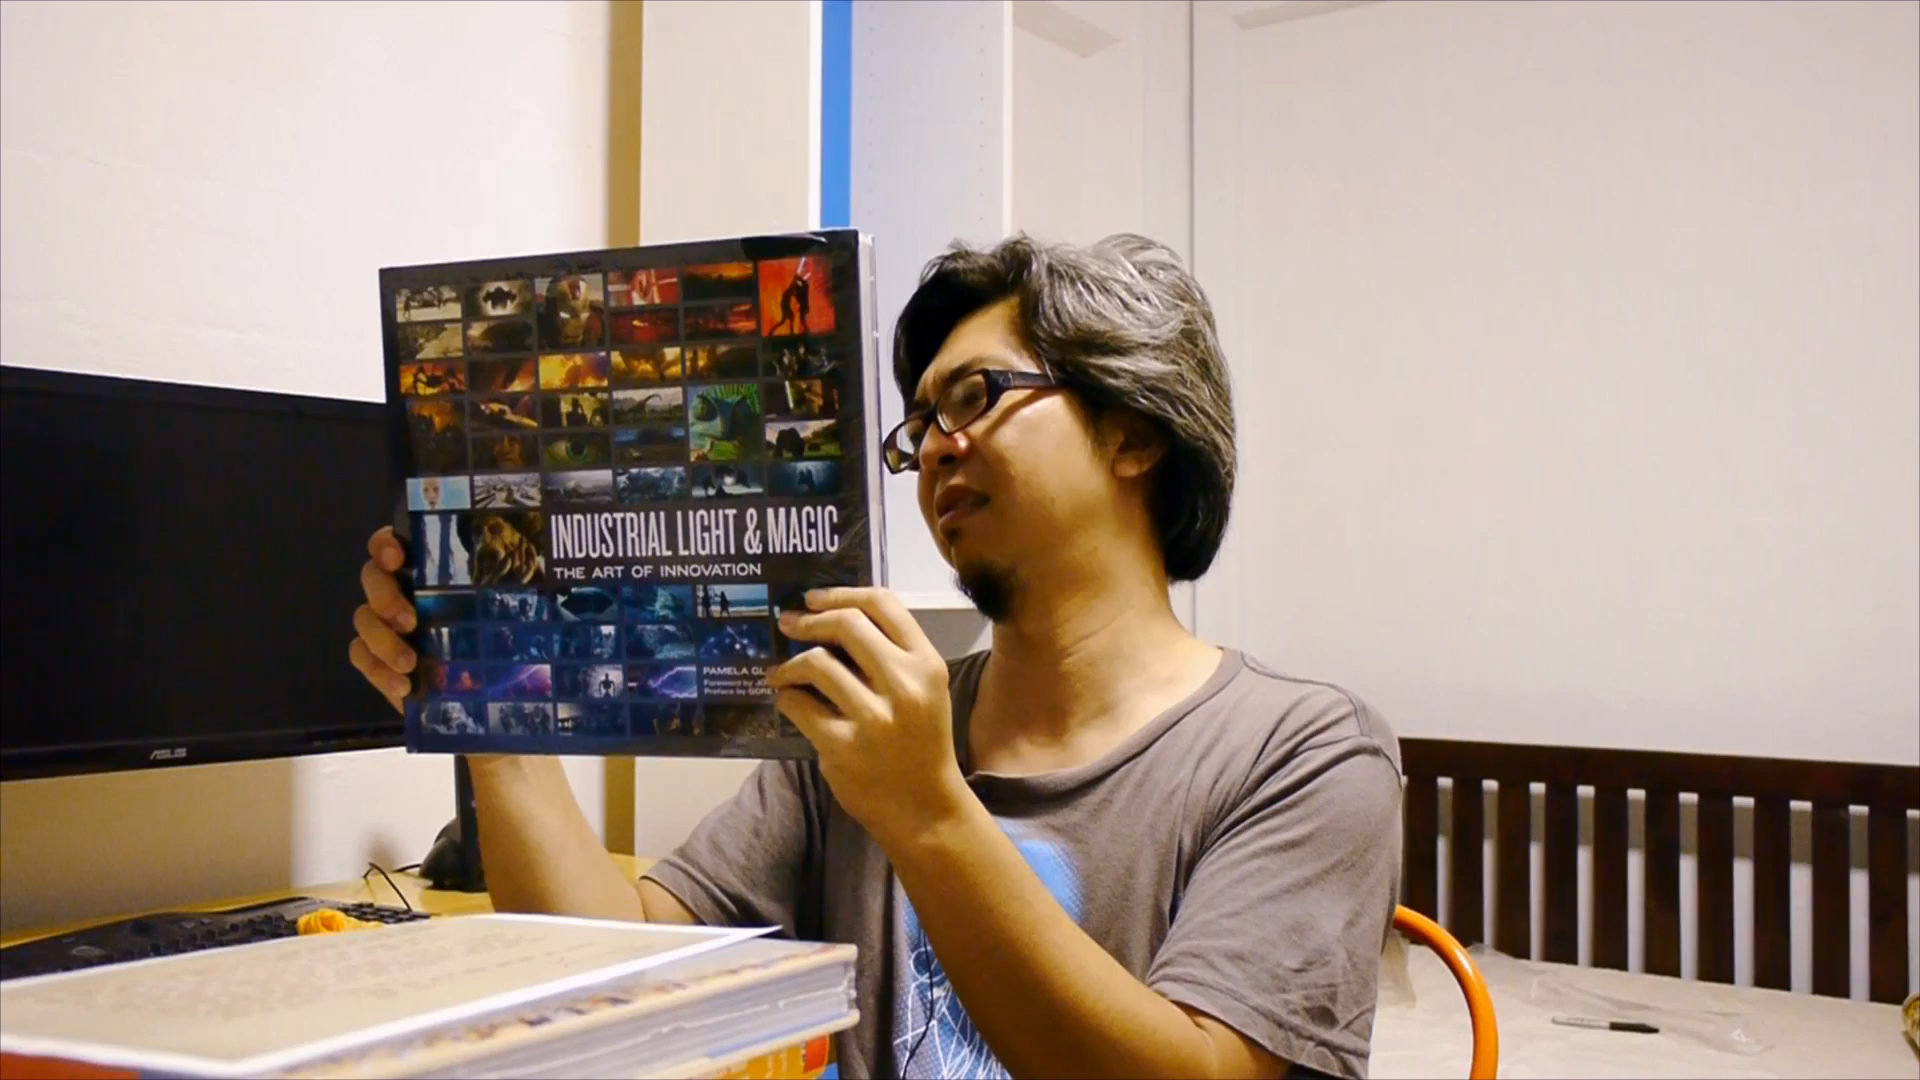 INDUSTRIAL LIGHT & MAGIC
THE ART OF INNOVATION
PAMELA
Foreword by
Preface by
ASUS